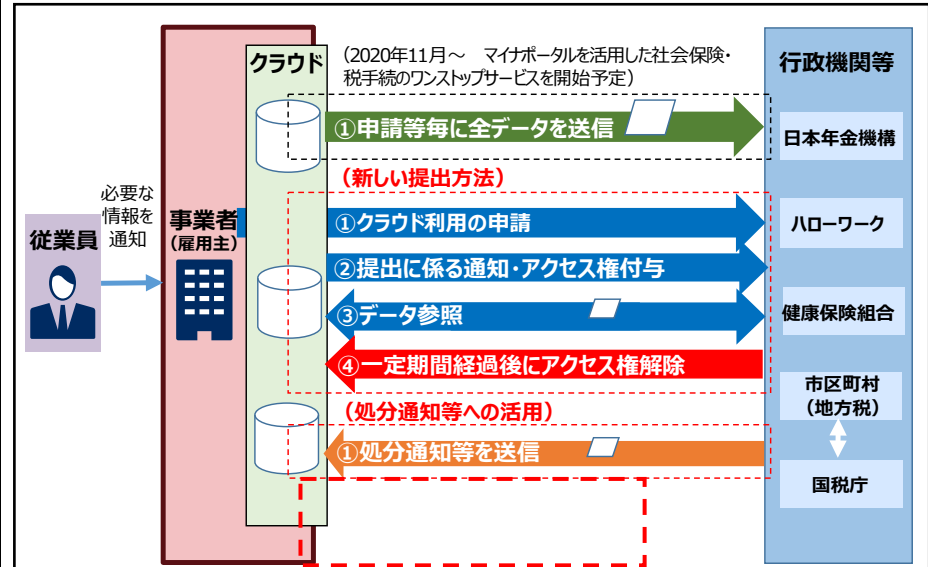 クラウド
（2020年11月～　マイナポータルを活用した社会保険・
税手続のワンストップサービスを開始予定）
行政機関等
①申請等毎に全データを送信
日本年金機構
（新しい提出方法）
必要な
情報を
通知
従業員
事業者
（雇用主）
①クラウド利用の申請
ハローワーク
②提出に係る通知・アクセス権付与
③データ参照
健康保険組合
④一定期間経過後にアクセス権解除
市区町村
（地方税）
（処分通知等への活用）
①処分通知等を送信
国税庁